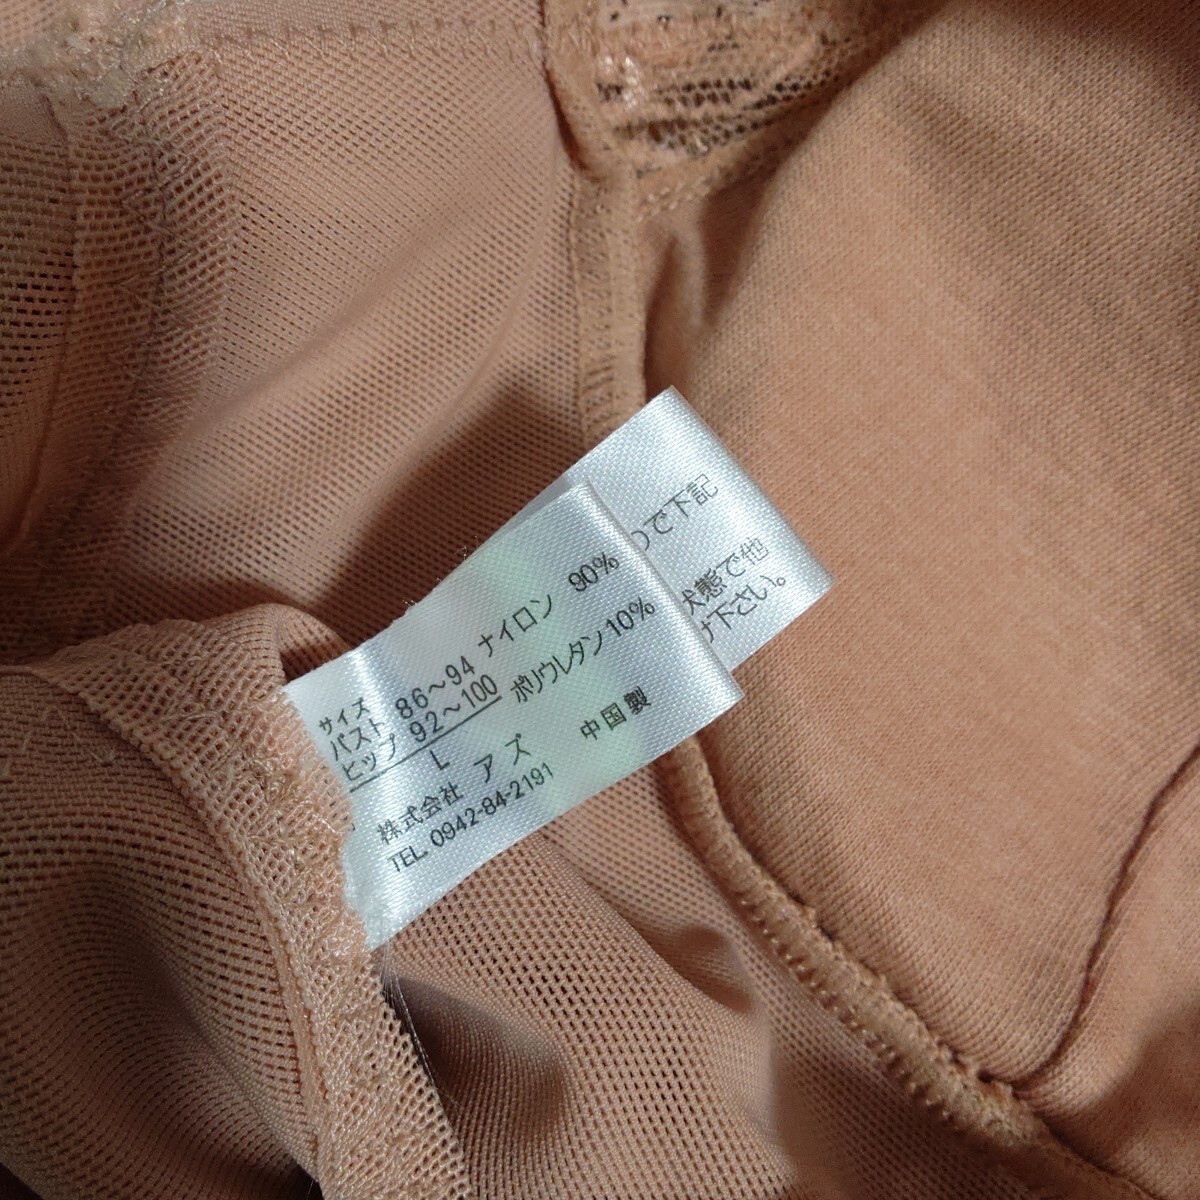 サイズ
バスト 86～94
ヒップ 92～100
L
ナイロン 90%
ポリウレタン 10%
株式会社 アズ
TEL. 0942-84-2191
中国製
で下記
状態で他
下さい。